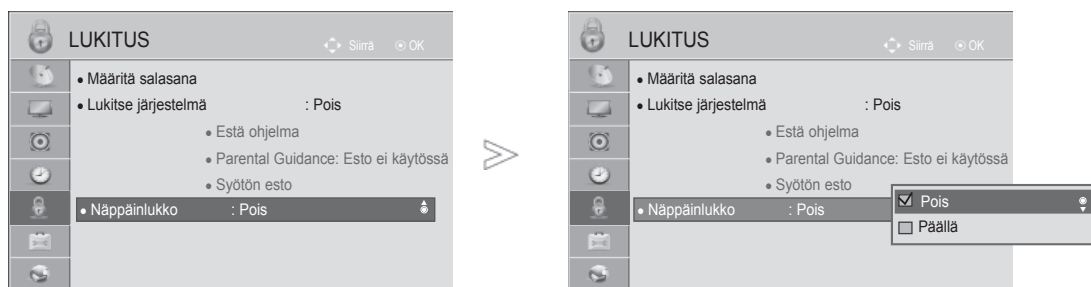 LUKITUS
Siirrä OK
• Määritä salasana
• Lukitse järjestelmä : Pois
• Estä ohjelma
• Parental Guidance: Esto ei käytössä
• Syötön esto
• Näppäinlukko : Pois
LUKITUS
Siirrä OK
• Määritä salasana
• Lukitse järjestelmä : Pois
• Estä ohjelma
• Parental Guidance: Esto ei käytössä
• Syötön esto
• Näppäinlukko : Pois
Pois
Päällä